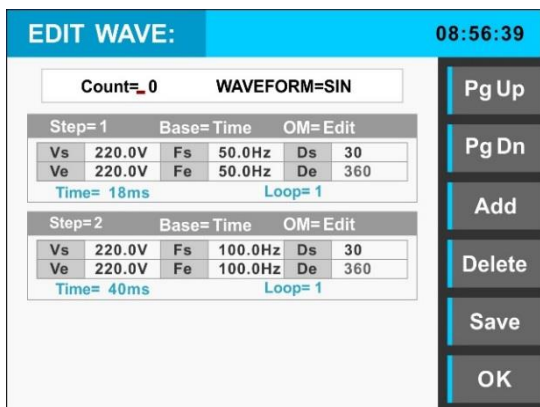 EDIT WAVE: 08:56:39
Count=_0 WAVEFORM=SIN
Step=1 Base=Time OM=Edit
Vs 220.0V Fs 50.0Hz Ds 30
Ve 220.0V Fe 50.0Hz De 360
Time= 18ms Loop=1
Step=2 Base=Time OM=Edit
Vs 220.0V Fs 100.0Hz Ds 30
Ve 220.0V Fe 100.0Hz De 360
Time= 40ms Loop=1
Pg Up
Pg Dn
Add
Delete
Save
OK